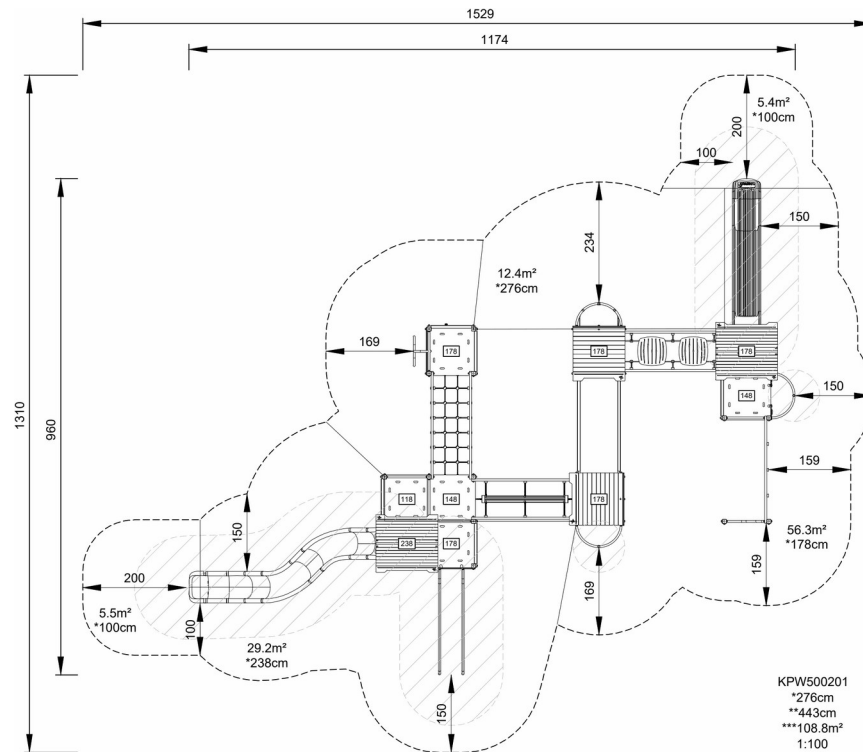 1529
1174
5.4m²
*100cm
200
100
150
234
12.4m²
*276cm
169
178
178
178
148
150
1310
960
159
118
148
178
238
178
150
200
5.5m²
*100cm
100
29.2m²
*238cm
169
56.3m²
*178cm
159
150
KPW500201
*276cm
**443cm
***108.8m²
1:100